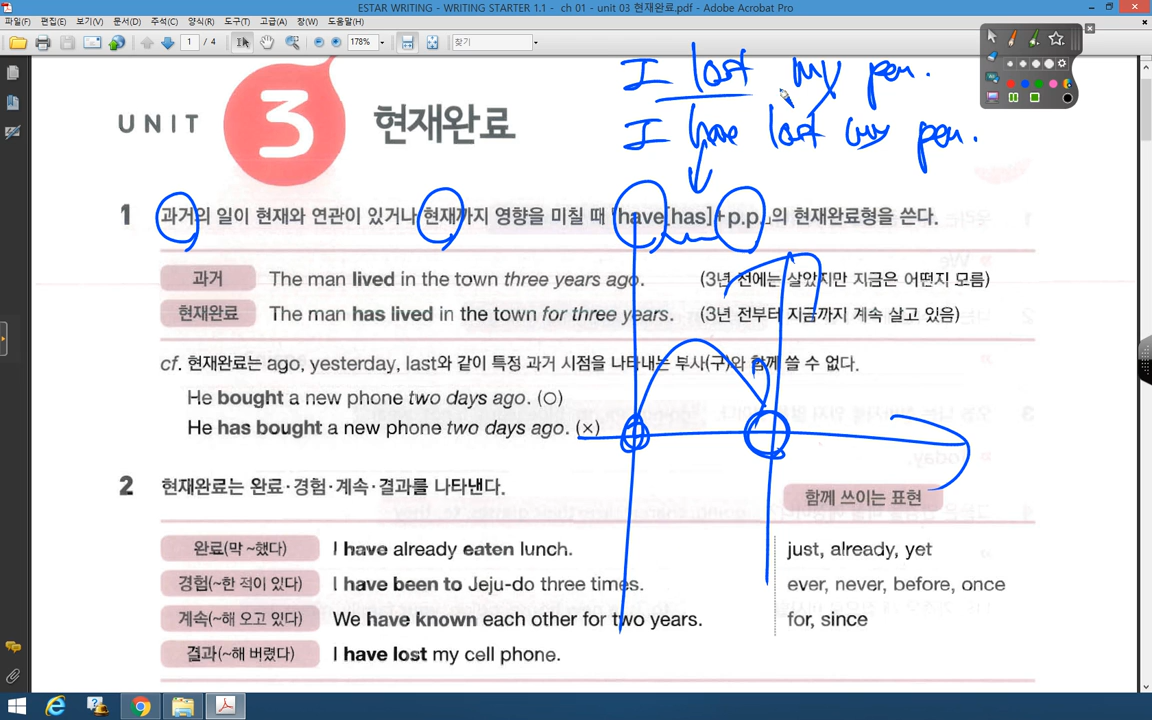 ESTAR WRITING - WRITING STARTER 1.1 - ch 01 - unit 03 현재완료.pdf - Adobe Acrobat Pro
파일(F) 편집(E) 보기(V) 문서(D) 주석(C) 양식(R) 도구(T) 고급(A) 창(W) 도움말(H)
1 / 4 178% 찾기
I lost my pen.
UNIT 3 현재완료
I have lost my pen.
1 과거의 일이 현재와 연관이 있거나 현재까지 영향을 미칠 때 「have[has]+p.p.」의 현재완료형을 쓴다.
과거 The man lived in the town three years ago. (3년 전에는 살았지만 지금은 어떤지 모름)
현재완료 The man has lived in the town for three years. (3년 전부터 지금까지 계속 살고 있음)
cf. 현재완료는 ago, yesterday, last와 같이 특정 과거 시점을 나타내는 부사(구)와 함께 쓸 수 없다.
He bought a new phone two days ago. (○)
He has bought a new phone two days ago. (×)
2 현재완료는 완료·경험·계속·결과를 나타낸다.
함께 쓰이는 표현
완료(막 ~했다) I have already eaten lunch. just, already, yet
경험(~한 적이 있다) I have been to Jeju-do three times. ever, never, before, once
계속(~해 오고 있다) We have known each other for two years. for, since
결과(~해 버렸다) I have lost my cell phone.